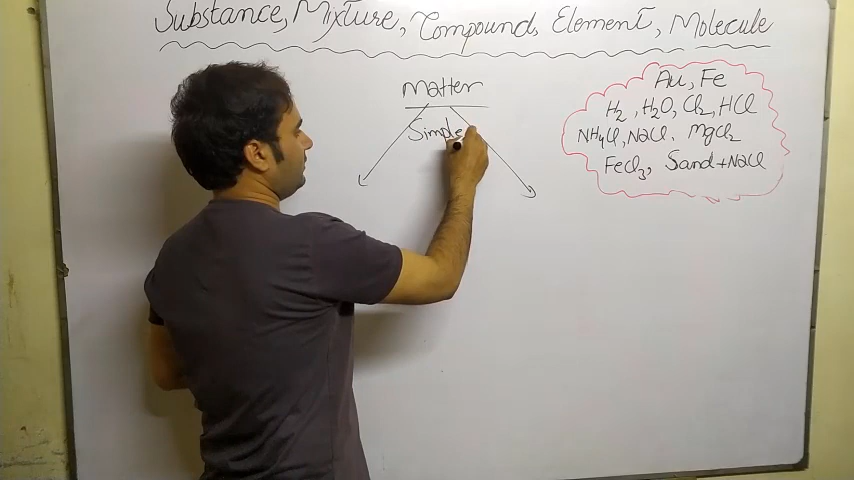 Substance, Mixture, Compound, Element, Molecule
Matter
Simple
Au, Fe
H2, H2O, Cl2, HCl
NH4Cl, NaCl, MgCl2
FeCl3, Sand+NaCl